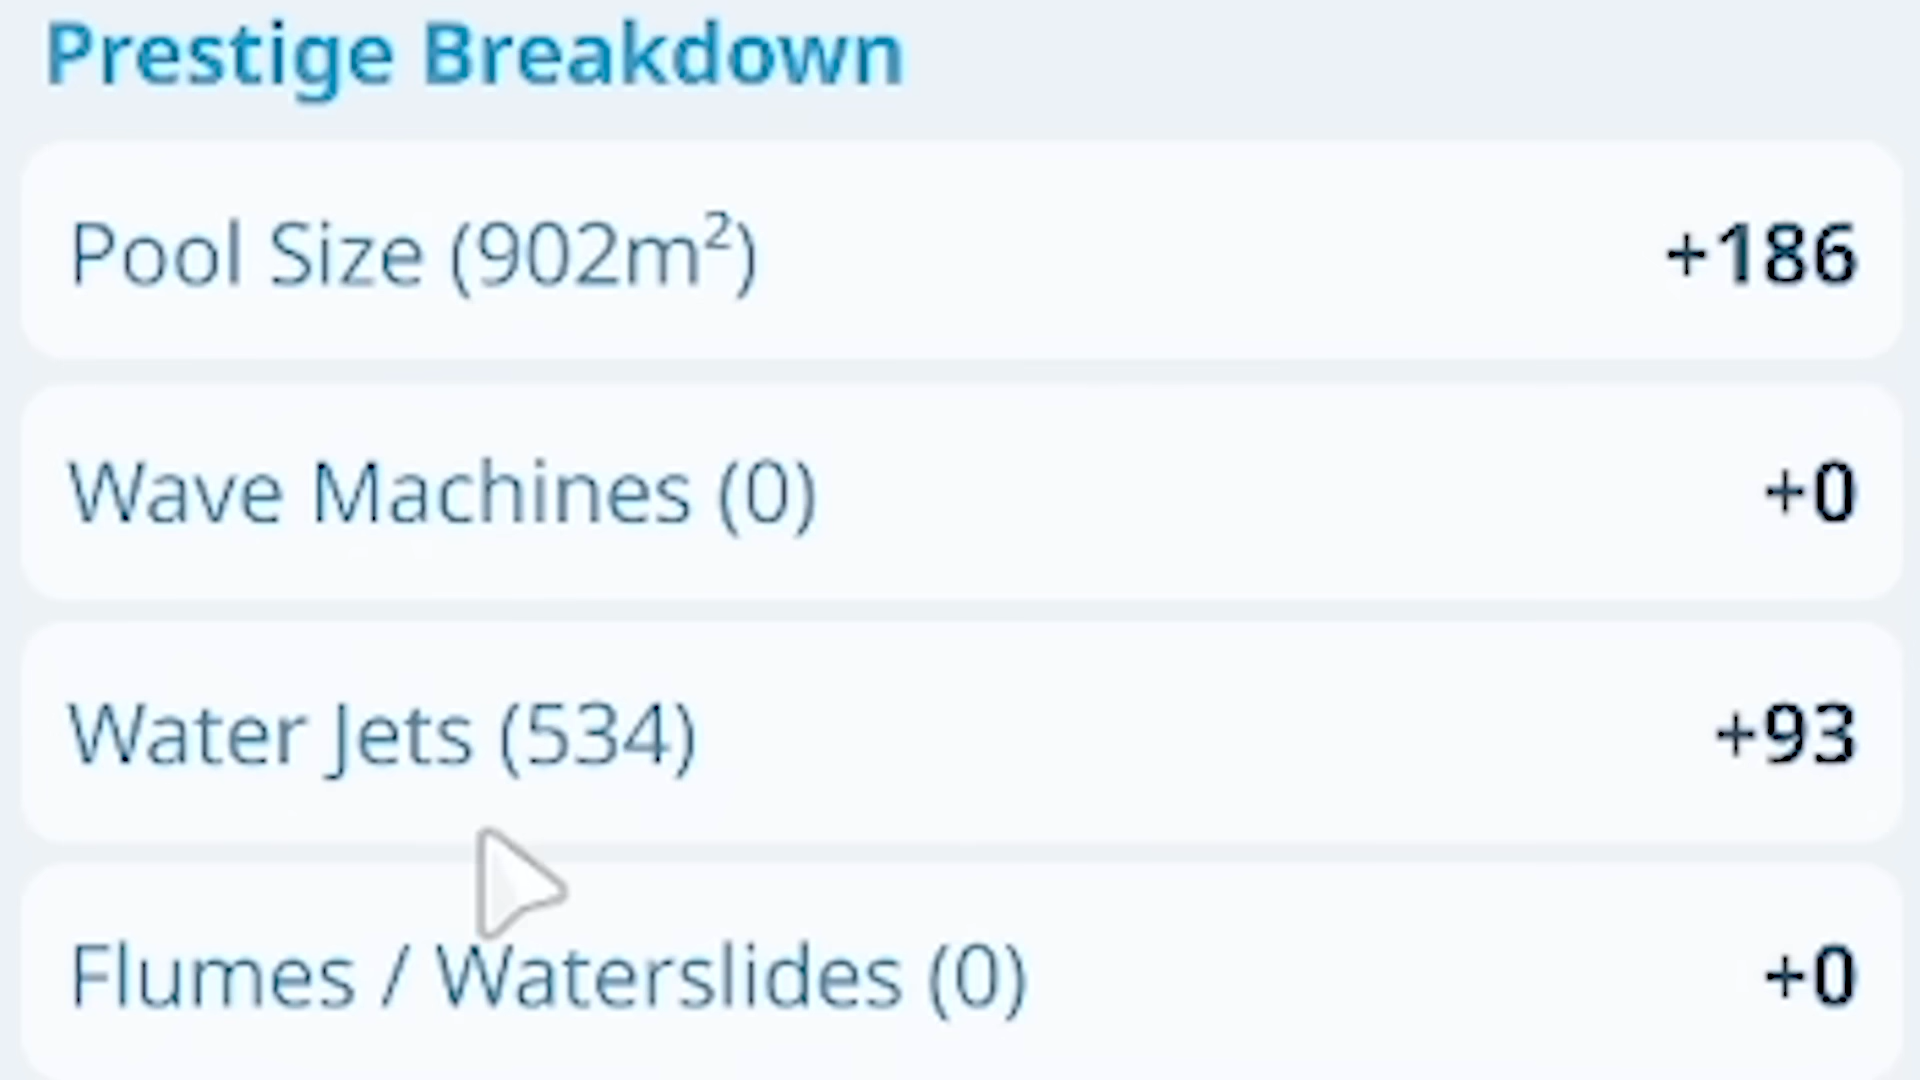 Prestige Breakdown
Pool Size (902m²) +186
Wave Machines (0) +0
Water Jets (534) +93
Flumes / Waterslides (0) +0